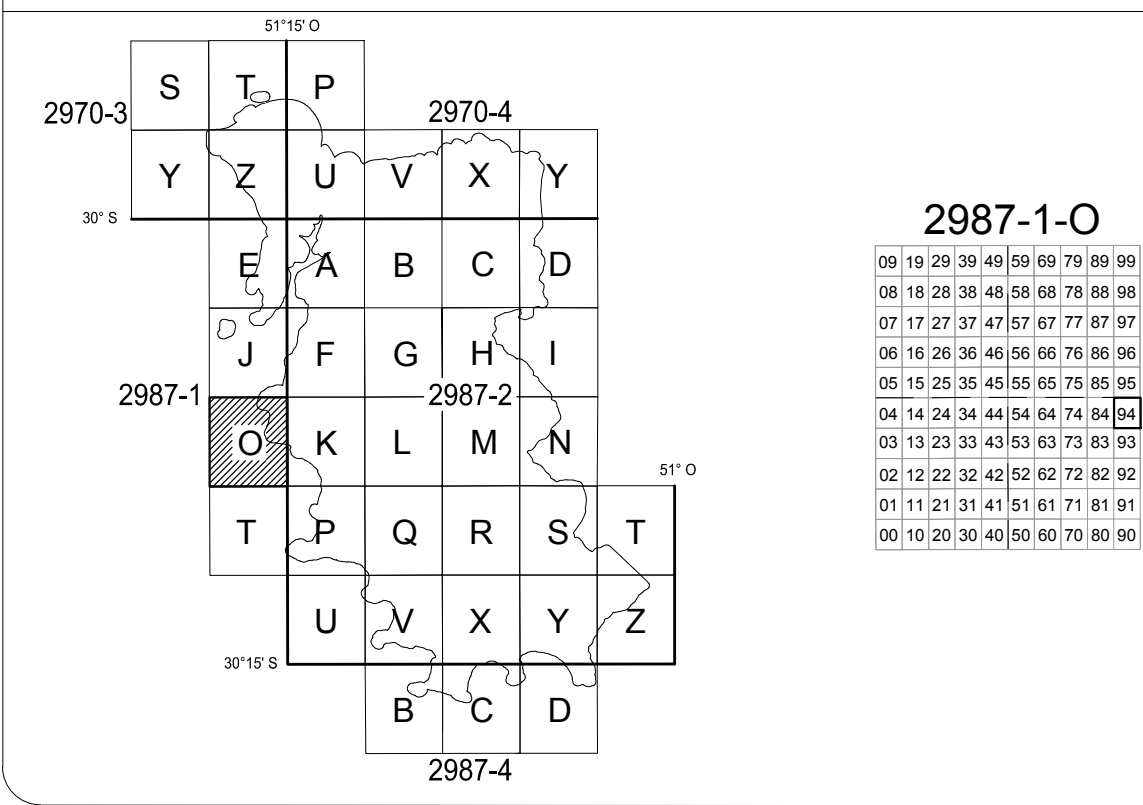 51°15' O
S T P
2970-3 2970-4
Y Z U V X Y
30° S
E A B C D
J F G H I
2987-1 2987-2
O K L M N
51° O
T P Q R S T
U V X Y Z
30°15' S
B C D
2987-4
2987-1-O
09 19 29 39 49 59 69 79 89 99
08 18 28 38 48 58 68 78 88 98
07 17 27 37 47 57 67 77 87 97
06 16 26 36 46 56 66 76 86 96
05 15 25 35 45 55 65 75 85 95
04 14 24 34 44 54 64 74 84 94
03 13 23 33 43 53 63 73 83 93
02 12 22 32 42 52 62 72 82 92
01 11 21 31 41 51 61 71 81 91
00 10 20 30 40 50 60 70 80 90